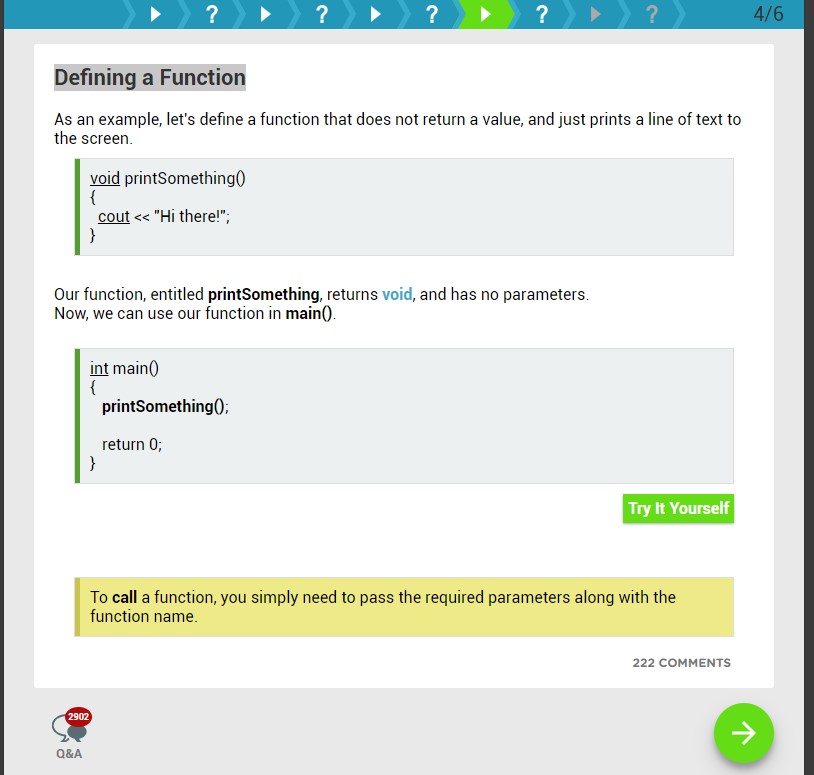 ? ? ? ? ? 4/6
Defining a Function
As an example, let's define a function that does not return a value, and just prints a line of text to
the screen.
void printSomething()
{
cout << "Hi there!";
}
Our function, entitled printSomething, returns void, and has no parameters.
Now, we can use our function in main().
int main()
{
printSomething();
return 0;
}
Try It Yourself
To call a function, you simply need to pass the required parameters along with the
function name.
222 COMMENTS
2902
Q&A